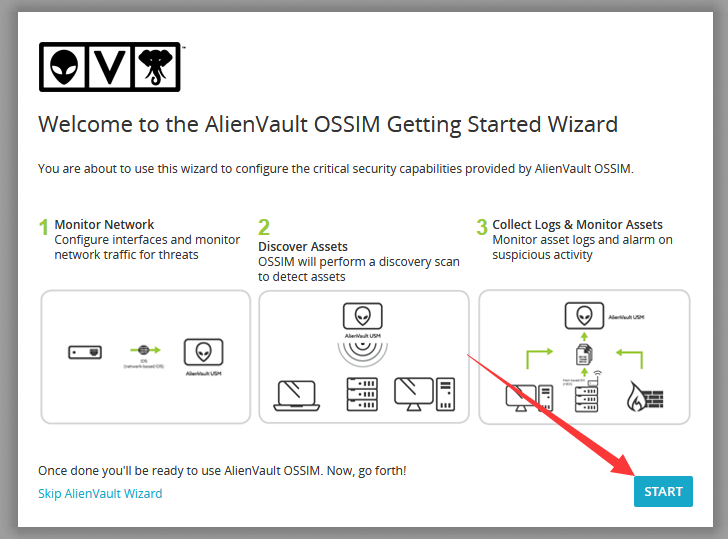 V
™
Welcome to the AlienVault OSSIM Getting Started Wizard
You are about to use this wizard to configure the critical security capabilities provided by AlienVault OSSIM.
1 Monitor Network
Configure interfaces and monitor
network traffic for threats
2
Discover Assets
OSSIM will perform a discovery scan
to detect assets
3 Collect Logs & Monitor Assets
Monitor asset logs and alarm on
suspicious activity
IDS
(network-based IDS)
AlienVault USM
AlienVault USM
AlienVault USM
Once done you'll be ready to use AlienVault OSSIM. Now, go forth!
Skip AlienVault Wizard
START